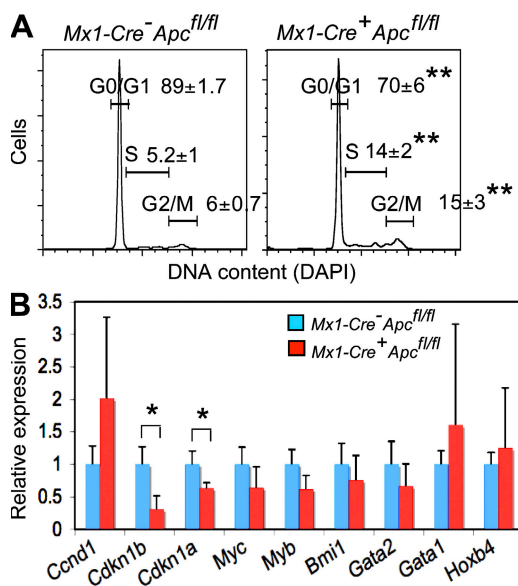 A
Mx1-Cre⁻Apcᶠˡ/ᶠˡ Mx1-Cre⁺Apcᶠˡ/ᶠˡ
Cells
G0/G1 89±1.7
S 5.2±1
G2/M 6±0.7
G0/G1 70±6**
S 14±2**
G2/M 15±3**
DNA content (DAPI)
B
Relative expression
3.5
3
2.5
2
1.5
1
0.5
0
Mx1-Cre⁻Apcᶠˡ/ᶠˡ
Mx1-Cre⁺Apcᶠˡ/ᶠˡ
* *
Ccnd1 Cdkn1b Cdkn1a Myc Myb Bmi1 Gata2 Gata1 Hoxb4